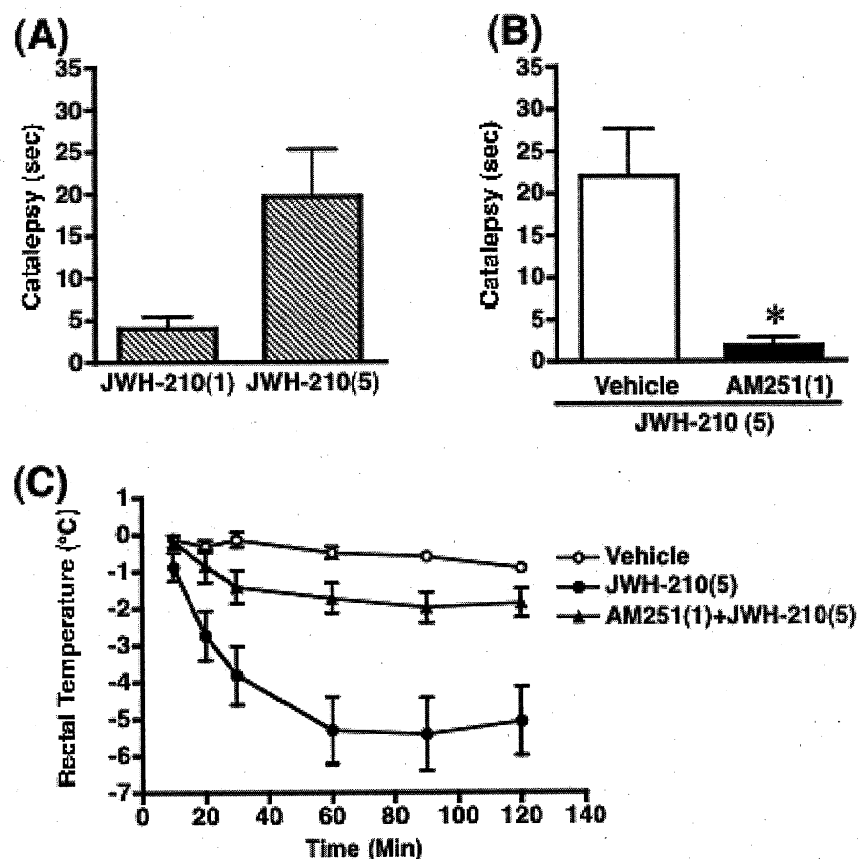 (A)
Catalepsy (sec)
35
30
25
20
15
10
5
0
JWH-210(1) JWH-210(5)
(B)
Catalepsy (sec)
35
30
25
20
15
10
5
0
*
Vehicle AM251(1)
JWH-210 (5)
(C)
Rectal Temperature (°C)
1
0
-1
-2
-3
-4
-5
-6
-7
0 20 40 60 80 100 120 140
Time (Min)
Vehicle
JWH-210(5)
AM251(1)+JWH-210(5)